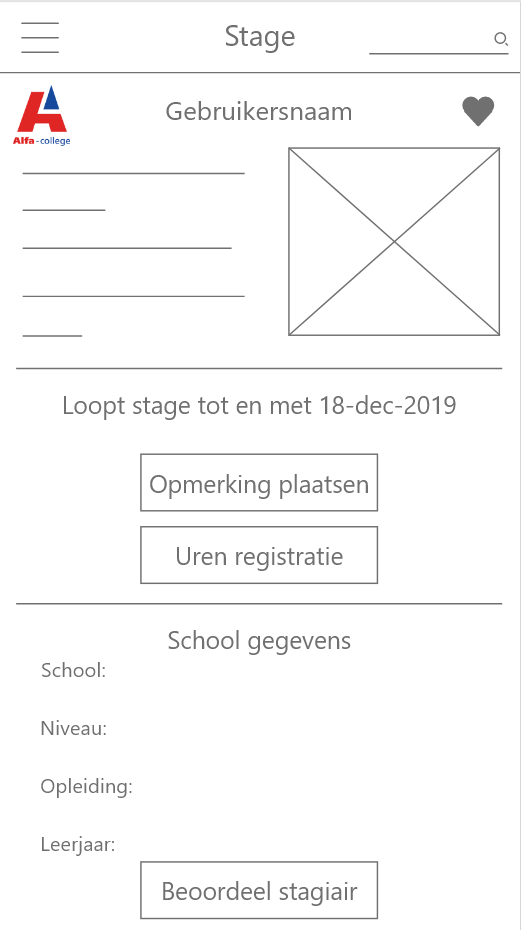 Stage
Gebruikersnaam
Alfa-college
Loopt stage tot en met 18-dec-2019
Opmerking plaatsen
Uren registratie
School gegevens
School:
Niveau:
Opleiding:
Leerjaar:
Beoordeel stagiair